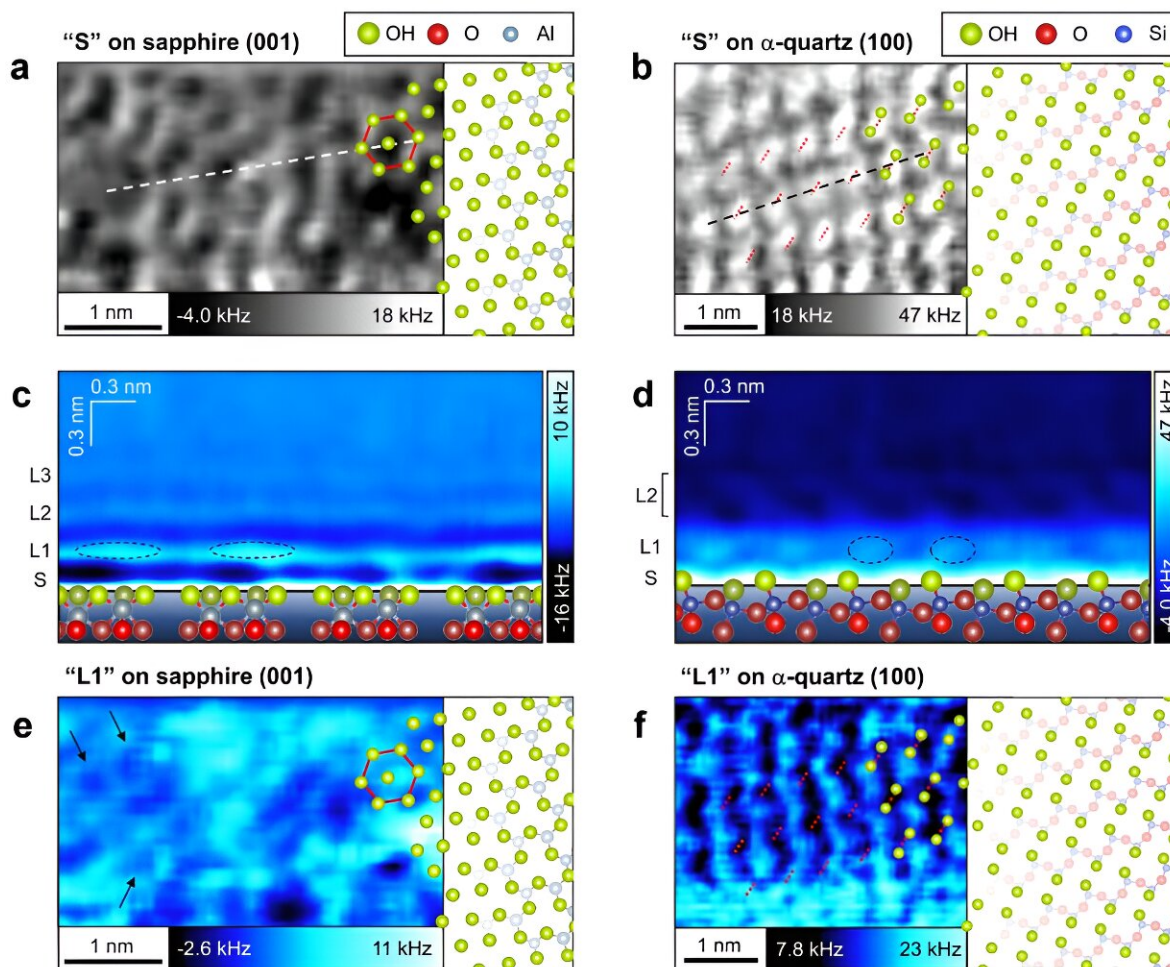 "S" on sapphire (001)
OH O Al
"S" on α-quartz (100)
OH O Si
a
b
1 nm
-4.0 kHz
18 kHz
1 nm
18 kHz
47 kHz
c
0.3 nm
0.3 nm
10 kHz
-16 kHz
L3
L2
L1
S
d
0.3 nm
0.3 nm
47 kHz
-4.0 kHz
L2
L1
S
"L1" on sapphire (001)
"L1" on α-quartz (100)
e
f
1 nm
-2.6 kHz
11 kHz
1 nm
7.8 kHz
23 kHz